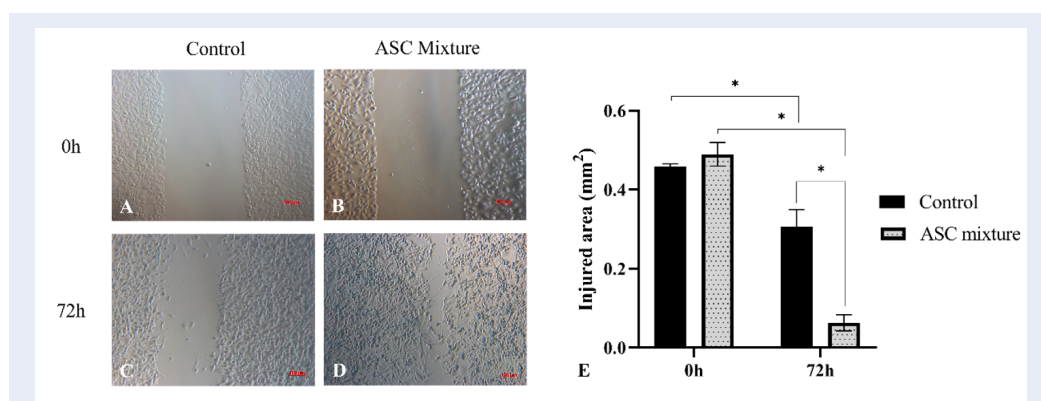 Control
ASC Mixture
0h
A
B
72h
C
D
*
*
*
Injured area (mm²)
0.6
0.4
0.2
0.0
0h
72h
E
Control
ASC mixture